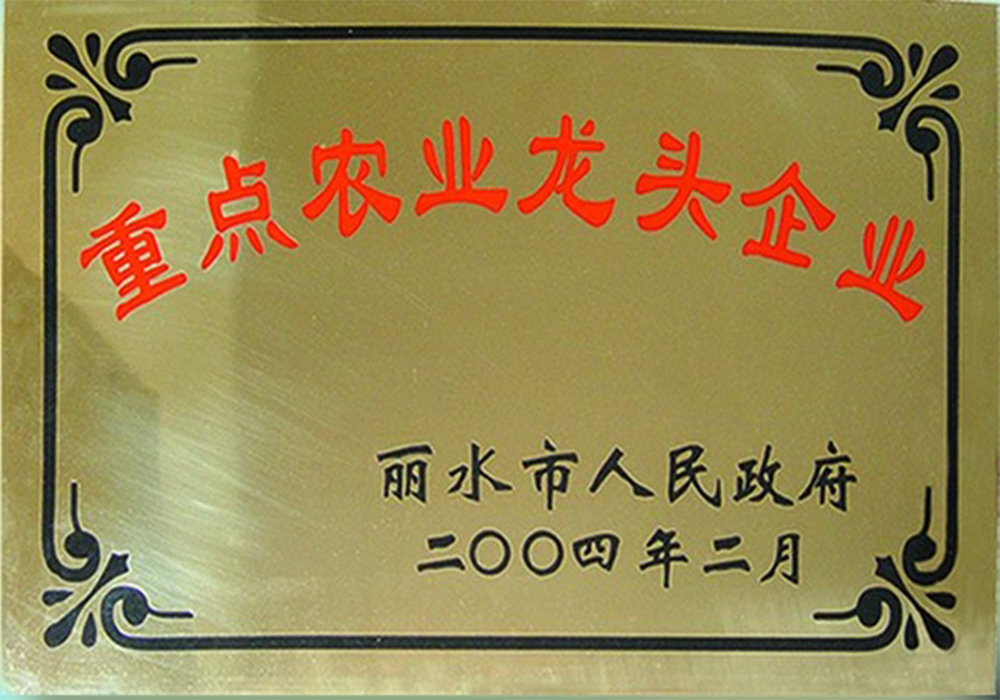 重点农业龙头企业
丽水市人民政府
二〇〇四年二月